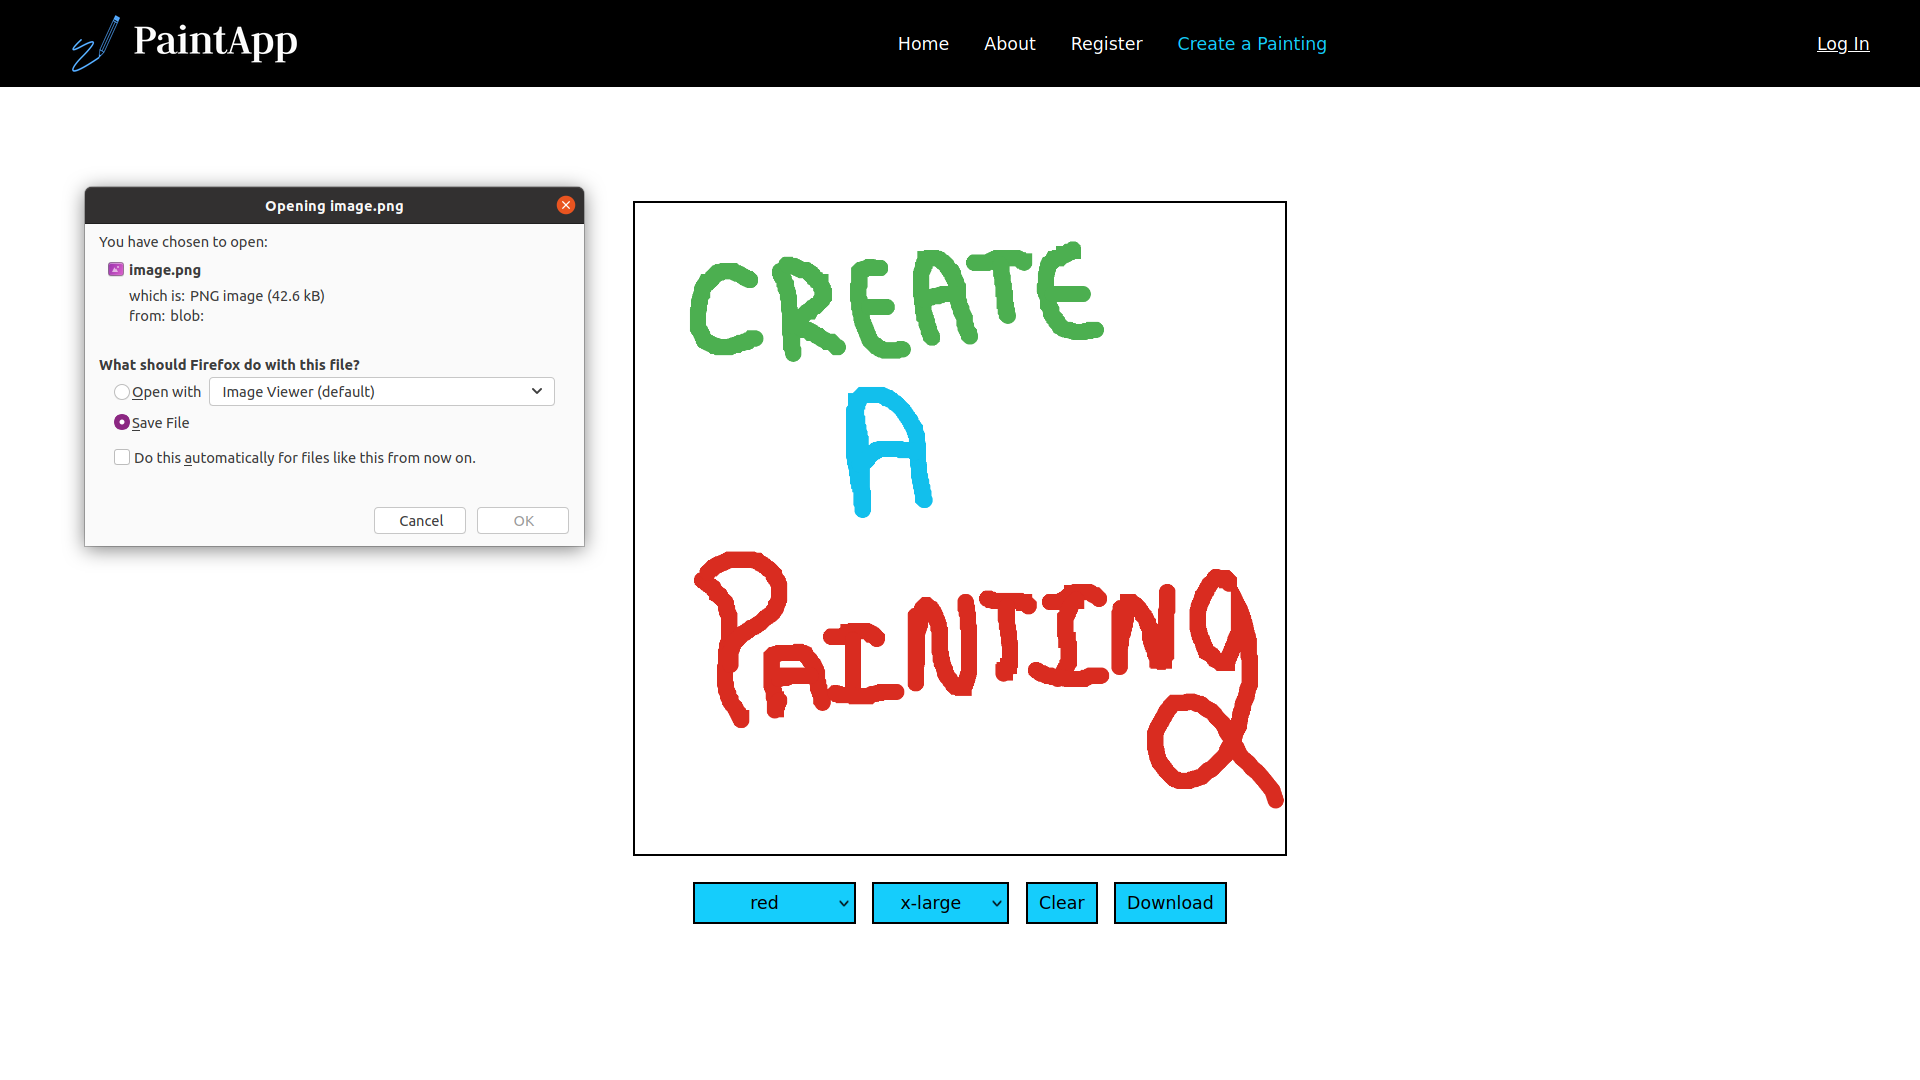 PaintApp
Home About Register Create a Painting Log In
Opening image.png
You have chosen to open:
image.png
which is: PNG image (42.6 kB)
from: blob:
What should Firefox do with this file?
Open with Image Viewer (default)
Save File
Do this automatically for files like this from now on.
Cancel OK
CREATE
A
PAINTING
red x-large Clear Download